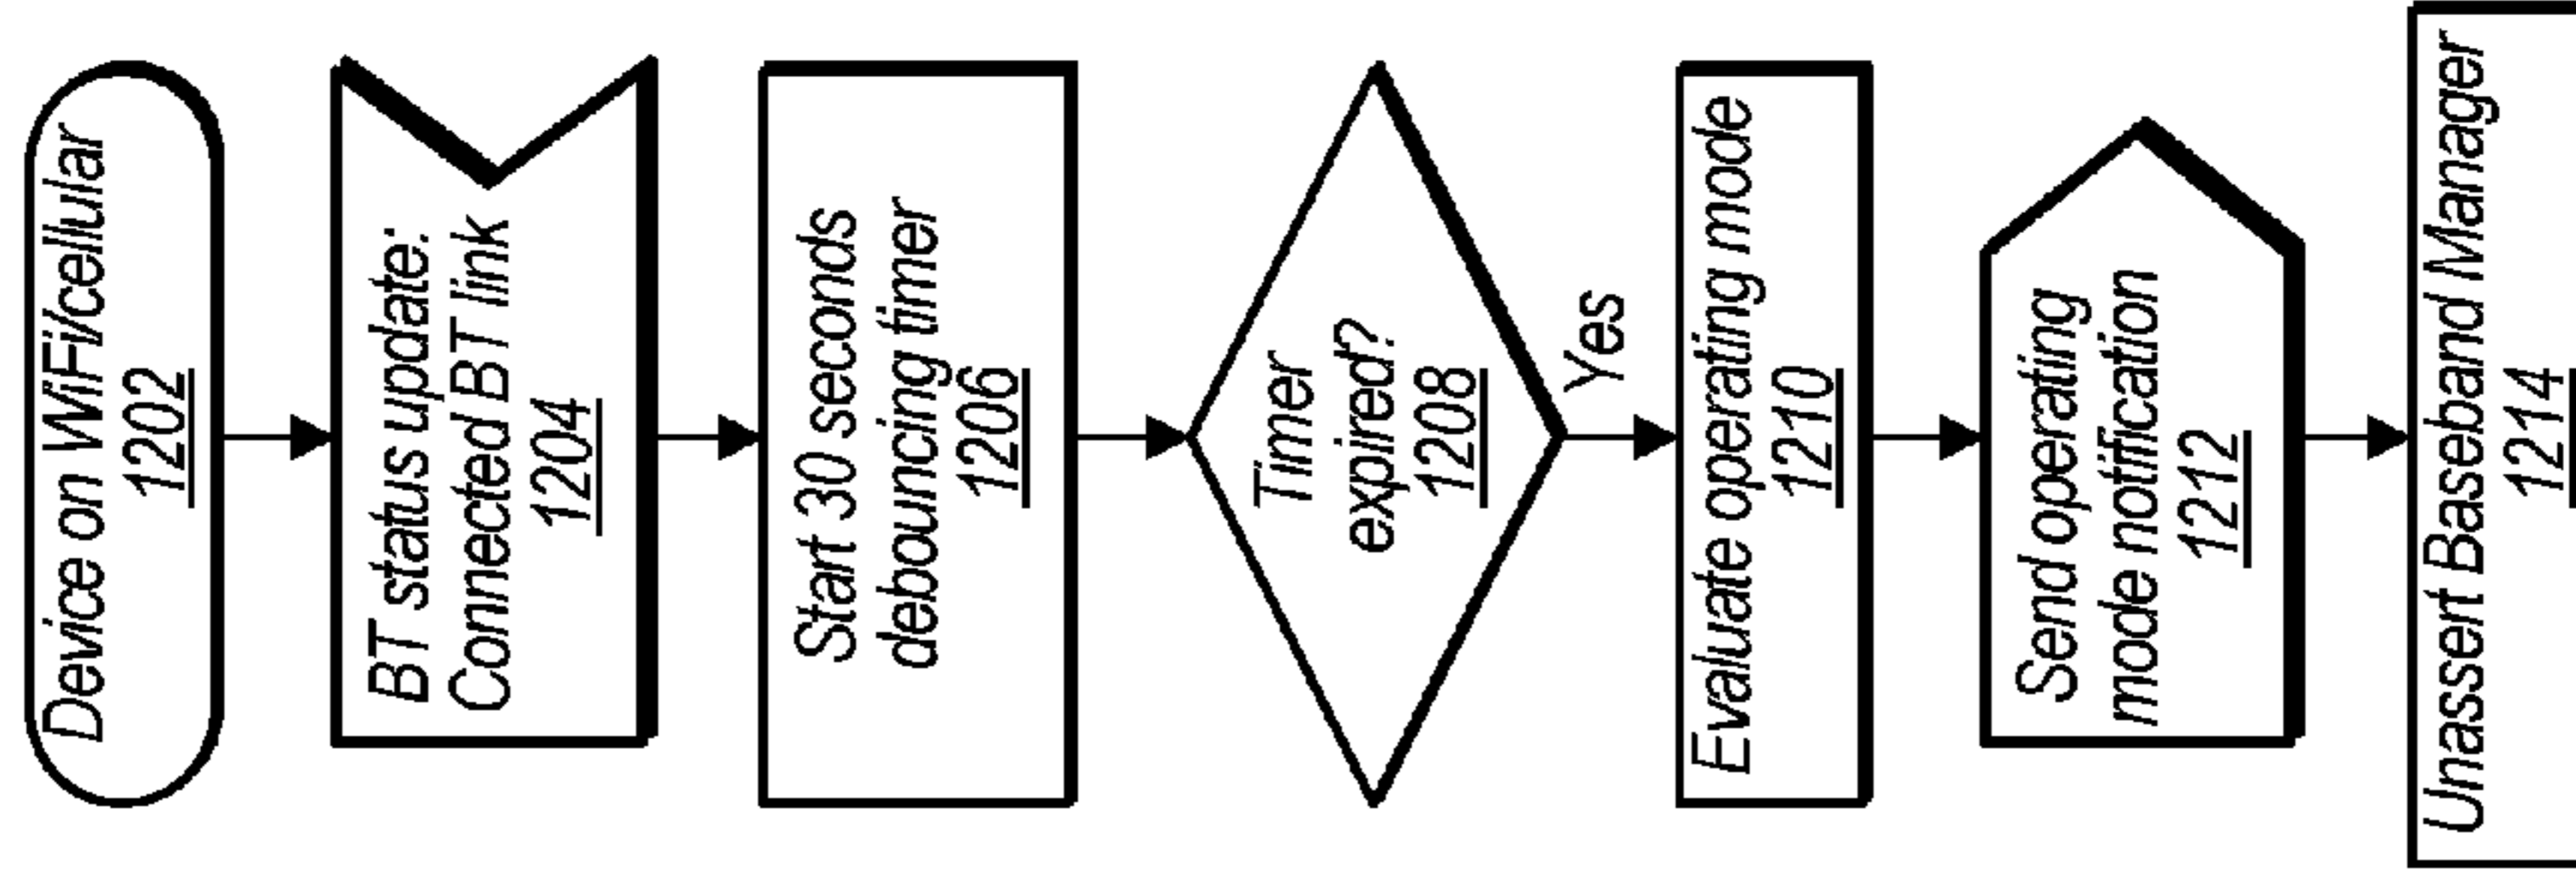 Device on WiFi/cellular
1202
BT status update:
Connected BT link
1204
Start 30 seconds
debouncing timer
1206
Timer
expired?
1208
Yes
Evaluate operating mode
1210
Send operating
mode notification
1212
Unassert Baseband Manager
1214